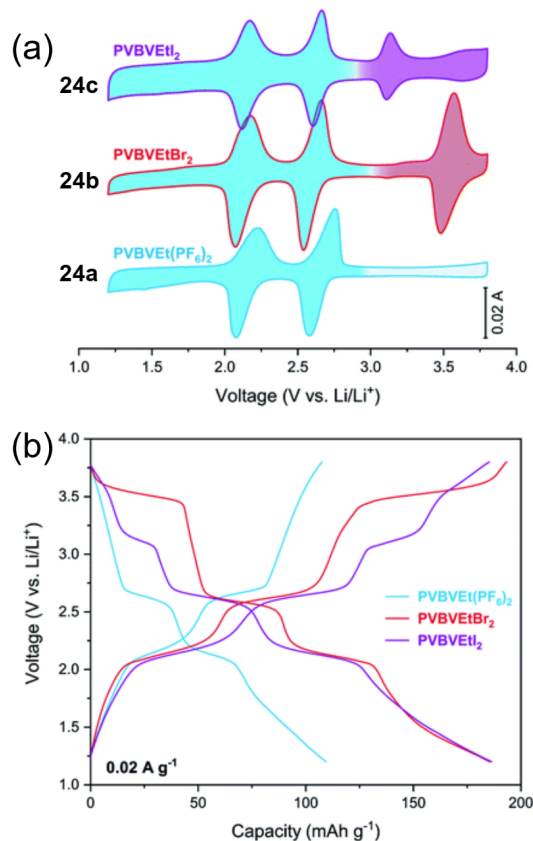 (a)
PVBVEtI₂
24c
PVBVEtBr₂
24b
PVBVEt(PF₆)₂
24a
0.02 A
1.0 1.5 2.0 2.5 3.0 3.5 4.0
Voltage (V vs. Li/Li⁺)
(b)
4.0
3.5
3.0
2.5
2.0
1.5
1.0
Voltage (V vs. Li/Li⁺)
PVBVEt(PF₆)₂
PVBVEtBr₂
PVBVEtI₂
0.02 A g⁻¹
0 50 100 150 200
Capacity (mAh g⁻¹)